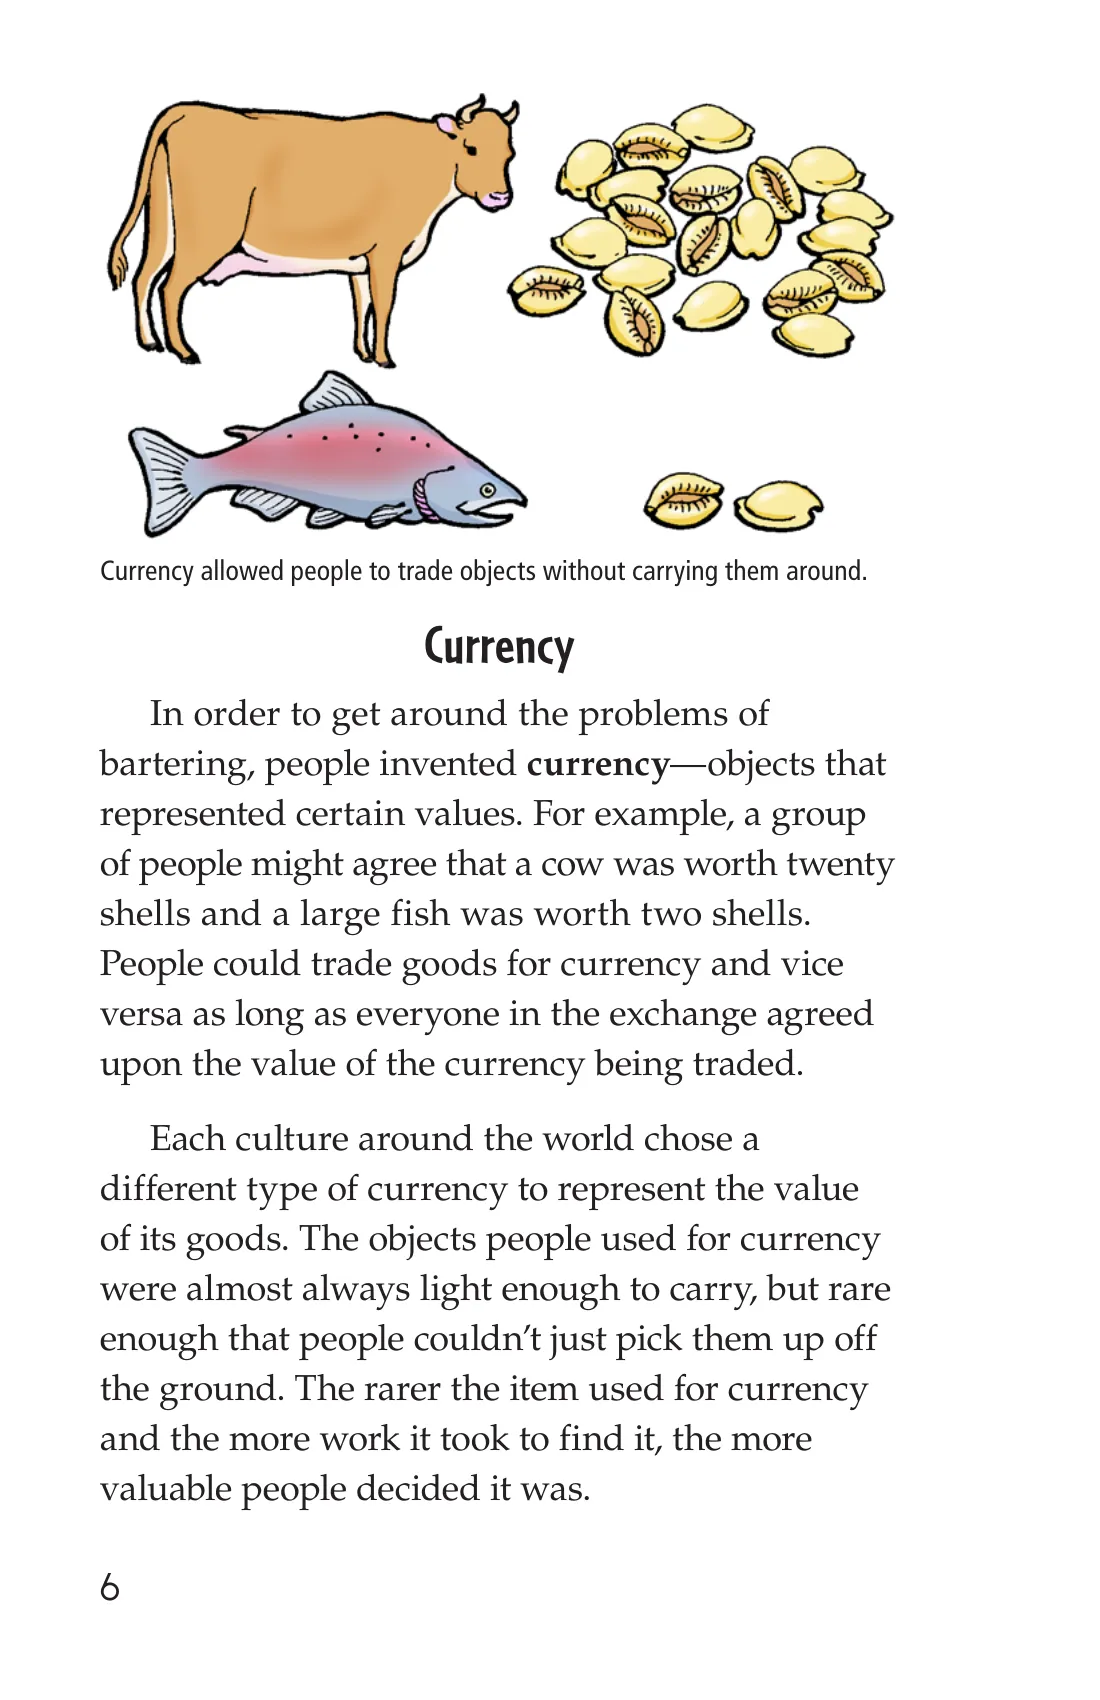 Currency allowed people to trade objects without carrying them around.
Currency
In order to get around the problems of
bartering, people invented currency—objects that
represented certain values. For example, a group
of people might agree that a cow was worth twenty
shells and a large fish was worth two shells.
People could trade goods for currency and vice
versa as long as everyone in the exchange agreed
upon the value of the currency being traded.
Each culture around the world chose a
different type of currency to represent the value
of its goods. The objects people used for currency
were almost always light enough to carry, but rare
enough that people couldn’t just pick them up off
the ground. The rarer the item used for currency
and the more work it took to find it, the more
valuable people decided it was.
6